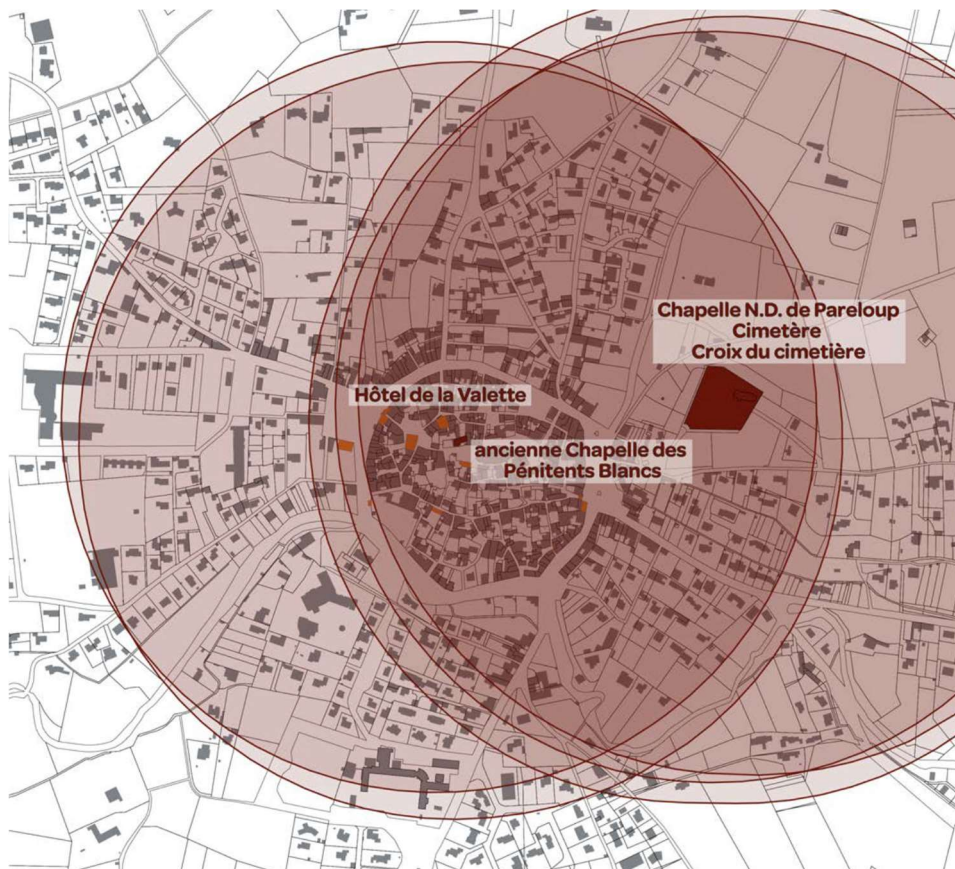 Chapelle N.D. de Pareloup
Cimetère
Croix du cimetière
Hôtel de la Valette
ancienne Chapelle des
Pénitents Blancs